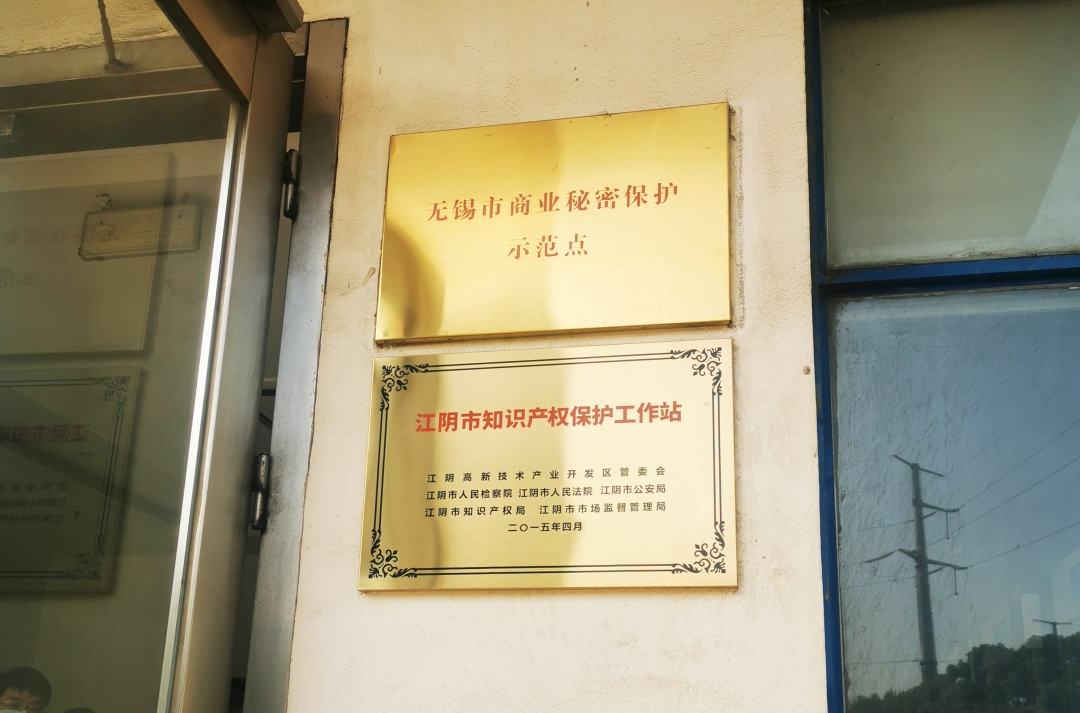 无锡市商业秘密保护
示范点
江阴市知识产权保护工作站
江阴高新技术产业开发区管委会
江阴市人民检察院 江阴市人民法院 江阴市公安局
江阴市知识产权局 江阴市市场监督管理局
二〇一五年四月